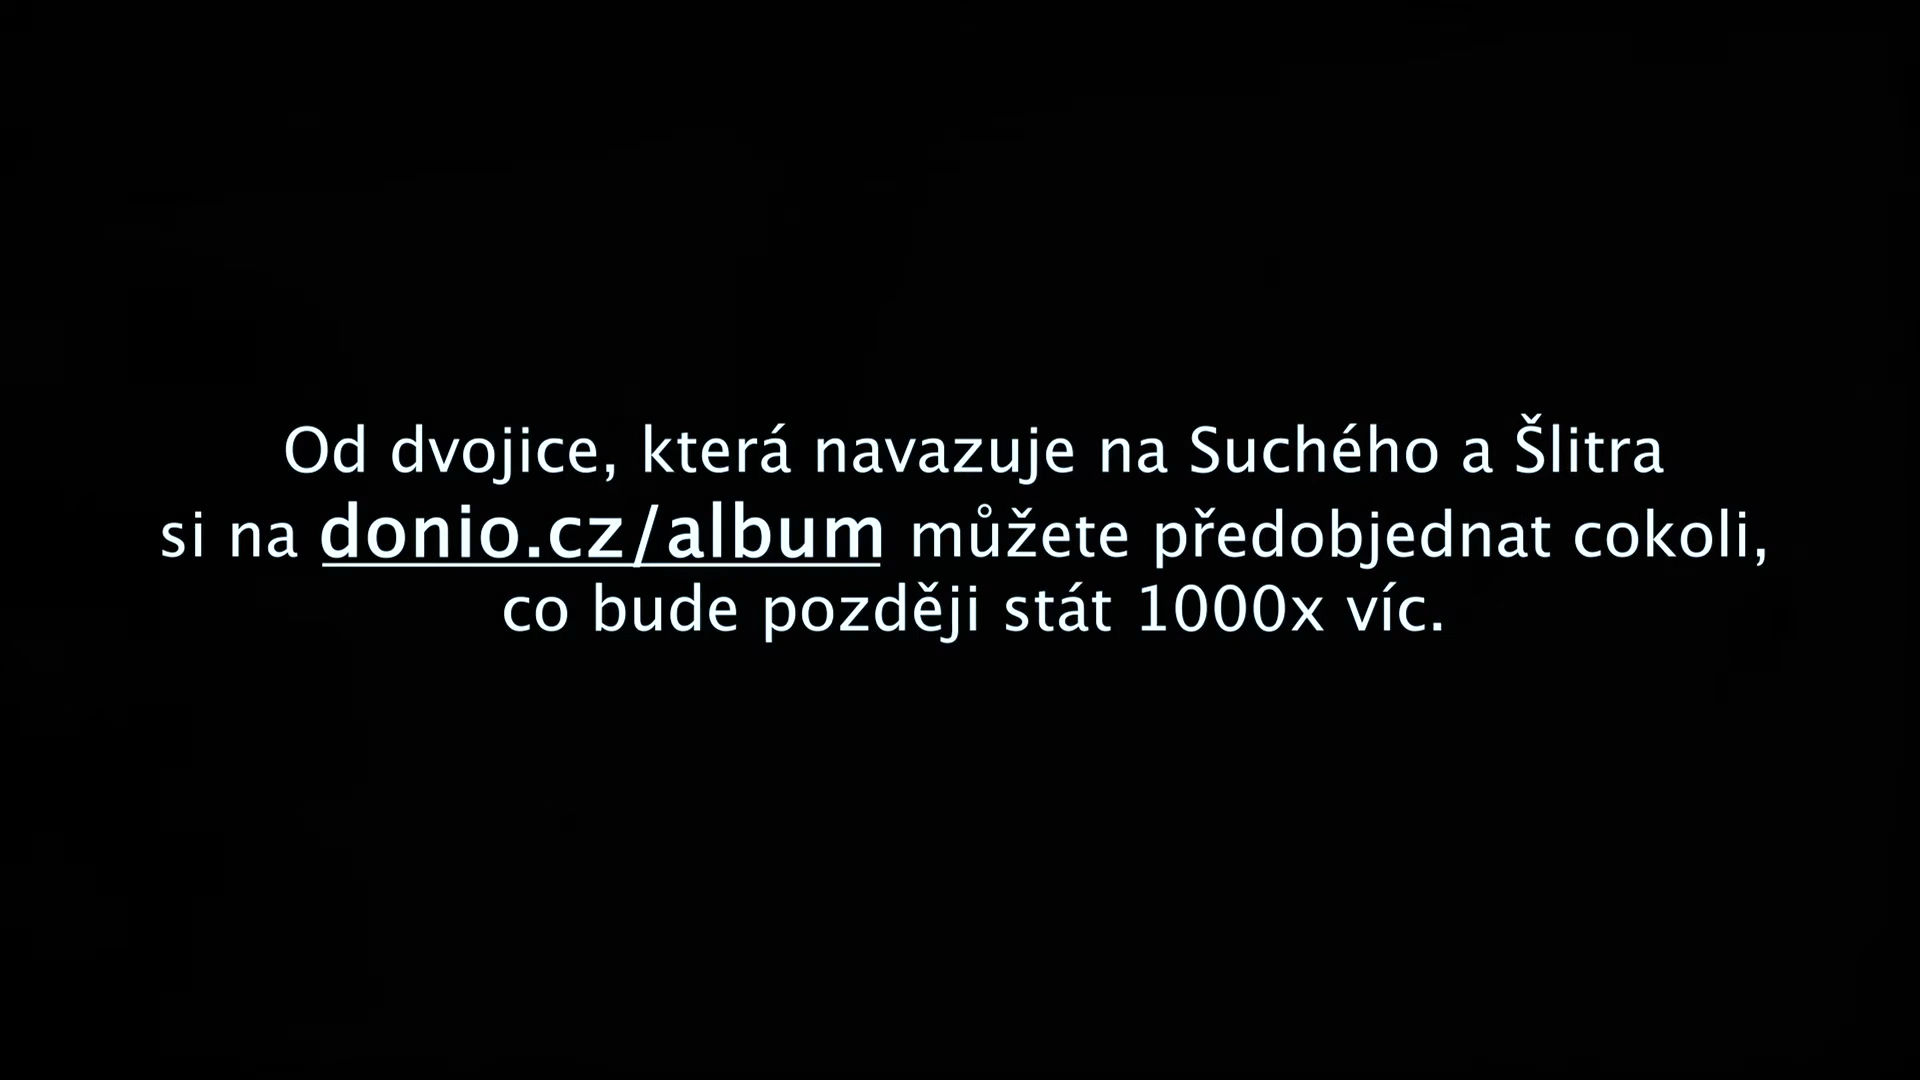 Od dvojice, která navazuje na Suchého a Šlitra
si na donio.cz/album můžete předobjednat cokoli,
co bude později stát 1000x víc.